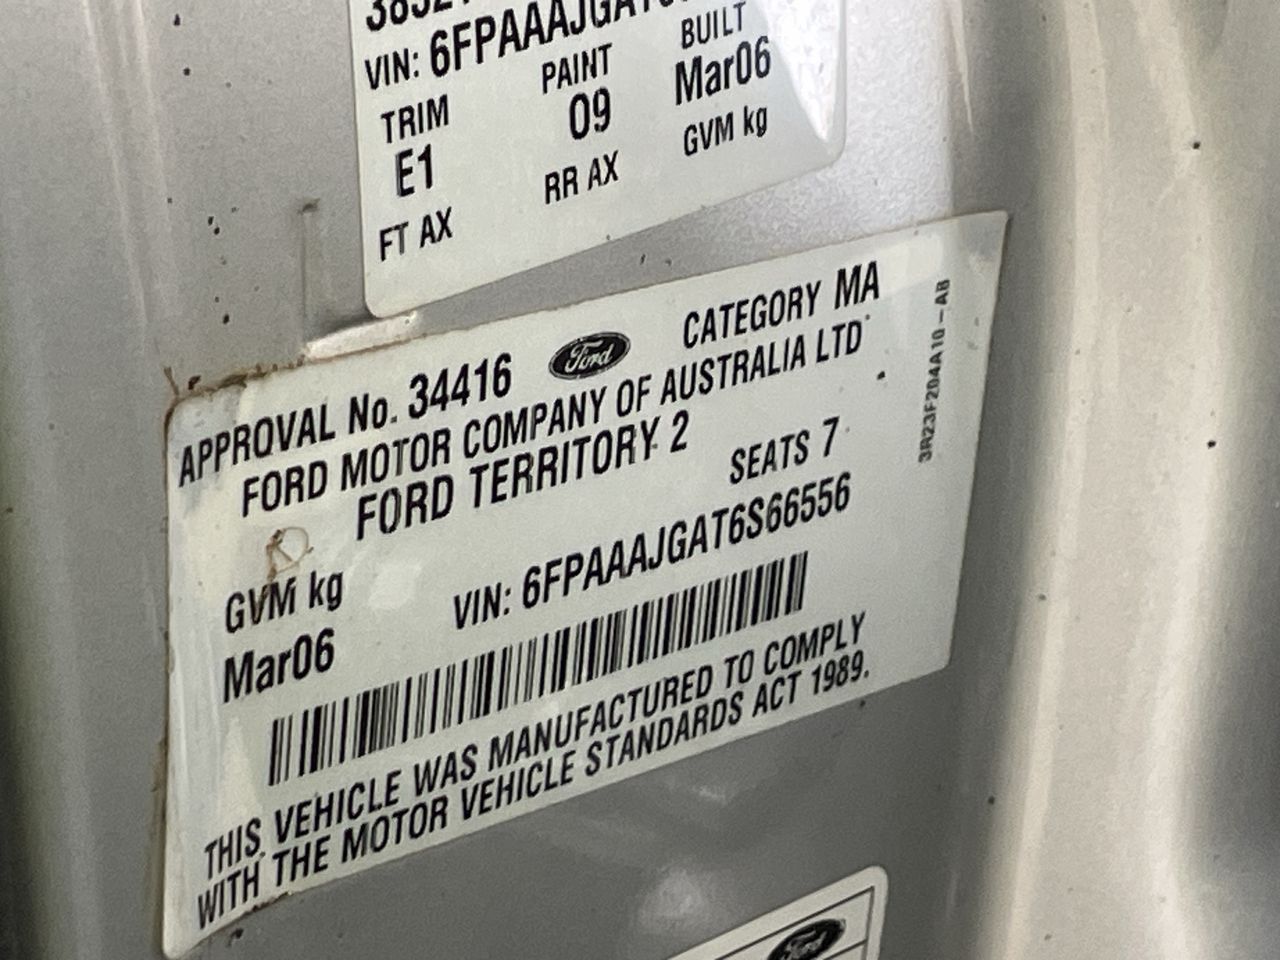 VIN: 6FPAAAJGAT
TRIM PAINT BUILT
E1 09 Mar06
FT AX RR AX GVM kg
APPROVAL No. 34416 Ford CATEGORY MA
FORD MOTOR COMPANY OF AUSTRALIA LTD
FORD TERRITORY 2
SEATS 7
GVM kg VIN: 6FPAAAJGAT6S66556
Mar06
THIS VEHICLE WAS MANUFACTURED TO COMPLY
WITH THE MOTOR VEHICLE STANDARDS ACT 1989.
3R23F204A10-AB
Ford